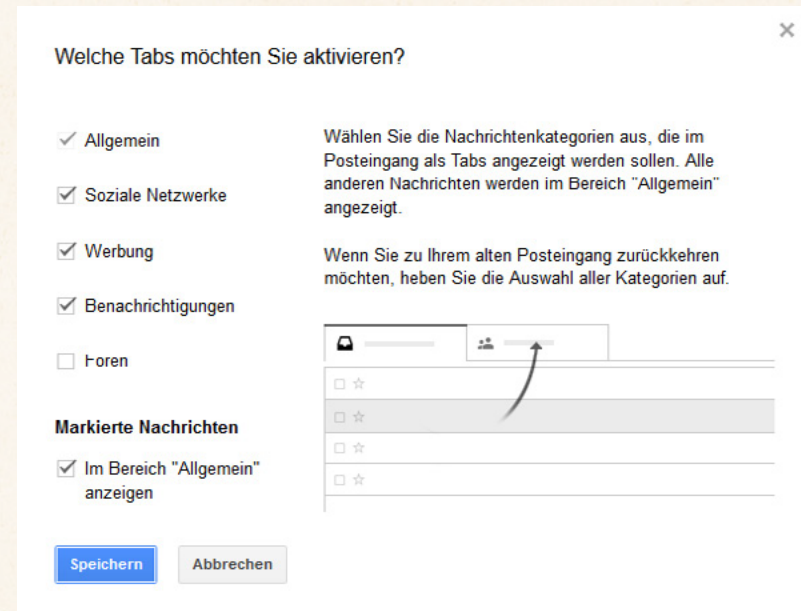 Welche Tabs möchten Sie aktivieren?
Allgemein
Soziale Netzwerke
Werbung
Benachrichtigungen
Foren
Markierte Nachrichten
Im Bereich "Allgemein"
anzeigen
Wählen Sie die Nachrichtenkategorien aus, die im
Posteingang als Tabs angezeigt werden sollen. Alle
anderen Nachrichten werden im Bereich "Allgemein"
angezeigt.
Wenn Sie zu Ihrem alten Posteingang zurückkehren
möchten, heben Sie die Auswahl aller Kategorien auf.
Speichern
Abbrechen